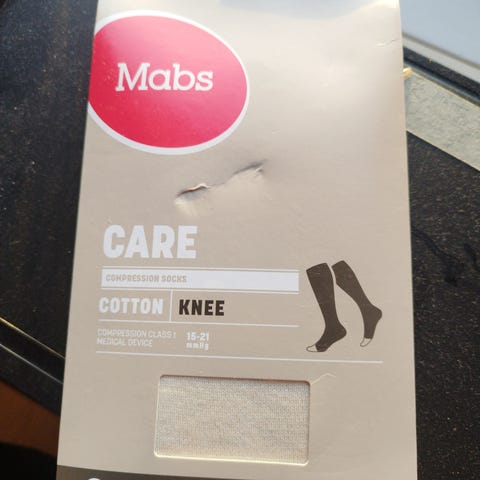 Mabs
CARE
COMPRESSION SOCKS
COTTON KNEE
COMPRESSION CLASS 1 15-21
MEDICAL DEVICE mmHg